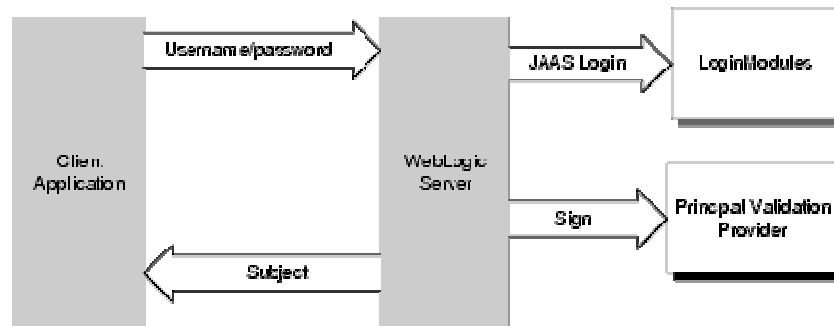 Username/password
JAAS Login
LoginModules
Client
Application
WebLogic
Server
Sign
Principal Validation
Provider
Subject